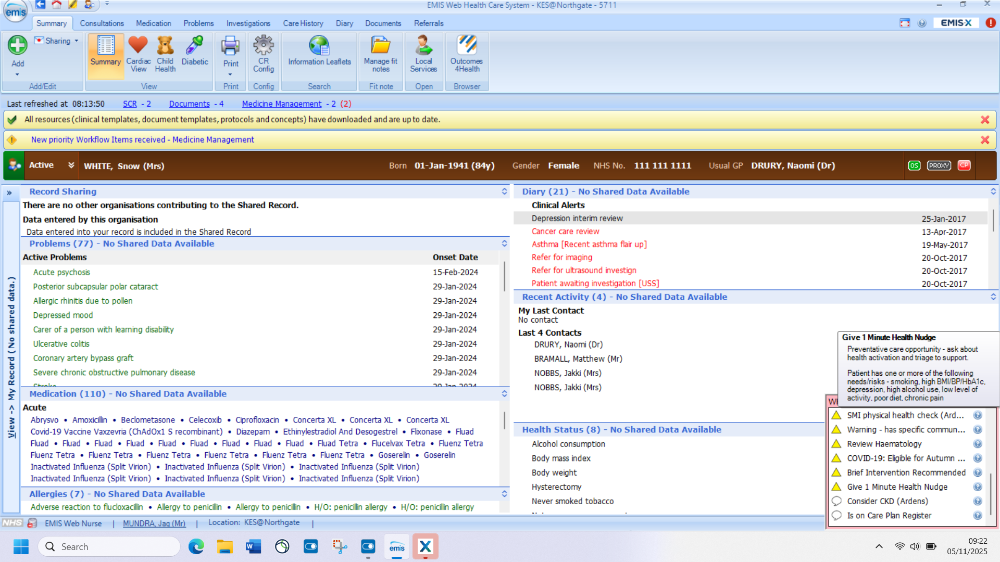 emis
EMIS Web Health Care System - KES@Northgate - 5711
Summary Consultations Medication Problems Investigations Care History Diary Documents Referrals
EMIS-X
Add
Sharing
Summary
Cardiac View
Child Health
Diabetic
Print
CR Config
Information Leaflets
Manage fit notes
Local Services
Outcomes 4Health
Add/Edit View Print Config Search Fit note Open Browser
Last refreshed at 08:13:50 SCR - 2 Documents - 4 Medicine Management - 2 (2)
All resources (clinical templates, document templates, protocols and concepts) have downloaded and are up to date.
New priority Workflow Items received - Medicine Management
Active WHITE, Snow (Mrs) Born 01-Jan-1941 (84y) Gender Female NHS No. 111 111 1111 Usual GP DRURY, Naomi (Dr) OS PROXY CP
View -> My Record (No shared data.)
Record Sharing
There are no other organisations contributing to the Shared Record.
Data entered by this organisation
Data entered into your record is included in the Shared Record
Problems (77) - No Shared Data Available
Active Problems Onset Date
Acute psychosis 15-Feb-2024
Posterior subcapsular polar cataract 29-Jan-2024
Allergic rhinitis due to pollen 29-Jan-2024
Depressed mood 29-Jan-2024
Carer of a person with learning disability 29-Jan-2024
Ulcerative colitis 29-Jan-2024
Coronary artery bypass graft 29-Jan-2024
Severe chronic obstructive pulmonary disease 29-Jan-2024
Stroke 29-Jan-2024
Medication (110) - No Shared Data Available
Acute
Abrysvo • Amoxicillin • Beclometasone • Celecoxib • Ciprofloxacin • Concerta XL • Concerta XL • Concerta XL
Covid-19 Vaccine Vaxzevria (ChAdOx1 S recombinant) • Diazepam • Ethinylestradiol And Desogestrel • Flixonase • Fluad
Fluad • Fluad • Fluad • Fluad • Fluad • Fluad • Fluad • Fluad • Fluad • Fluad Tetra • Flucelvax Tetra • Fluenz Tetra
Fluenz Tetra • Fluenz Tetra • Fluenz Tetra • Fluenz Tetra • Fluenz Tetra • Fluenz Tetra • Goserelin • Goserelin
Inactivated Influenza (Split Virion) • Inactivated Influenza (Split Virion) • Inactivated Influenza (Split Virion)
Inactivated Influenza (Split Virion) • Inactivated Influenza (Split Virion) • Inactivated Influenza (Split Virion)
Allergies (7) - No Shared Data Available
Adverse reaction to flucloxacillin • Allergy to penicillin • Allergy to penicillin • H/O: penicillin allergy • H/O: penicillin allergy
Diary (21) - No Shared Data Available
Clinical Alerts
Depression interim review 25-Jan-2017
Cancer care review 13-Apr-2017
Asthma [Recent asthma flair up] 19-May-2017
Refer for imaging 20-Oct-2017
Refer for ultrasound investign 20-Oct-2017
Patient awaiting investigation [USS] 20-Oct-2017
Recent Activity (4) - No Shared Data Available
My Last Contact
No contact
Last 4 Contacts
DRURY, Naomi (Dr)
BRAMALL, Matthew (Mr)
NOBBS, Jakki (Mrs)
NOBBS, Jakki (Mrs)
Health Status (8) - No Shared Data Available
Alcohol consumption
Body mass index
Body weight
Hysterectomy
Never smoked tobacco
Give 1 Minute Health Nudge
Preventative care opportunity - ask about
health activation and triage to support.
Patient has one or more of the following
needs/risks - smoking, high BMI/BP/HbA1c,
depression, high alcohol use, low level of
activity, poor diet, chronic pain
SMI physical health check (Ard...
Warning - has specific commun...
Review Haematology
COVID-19: Eligible for Autumn ...
Brief Intervention Recommended
Give 1 Minute Health Nudge
Consider CKD (Ardens)
Is on Care Plan Register
NHS EMIS Web Nurse | MUNDRA, Jag (Mr) | Location: KES@Northgate |
Search
emis
09:22
05/11/2025